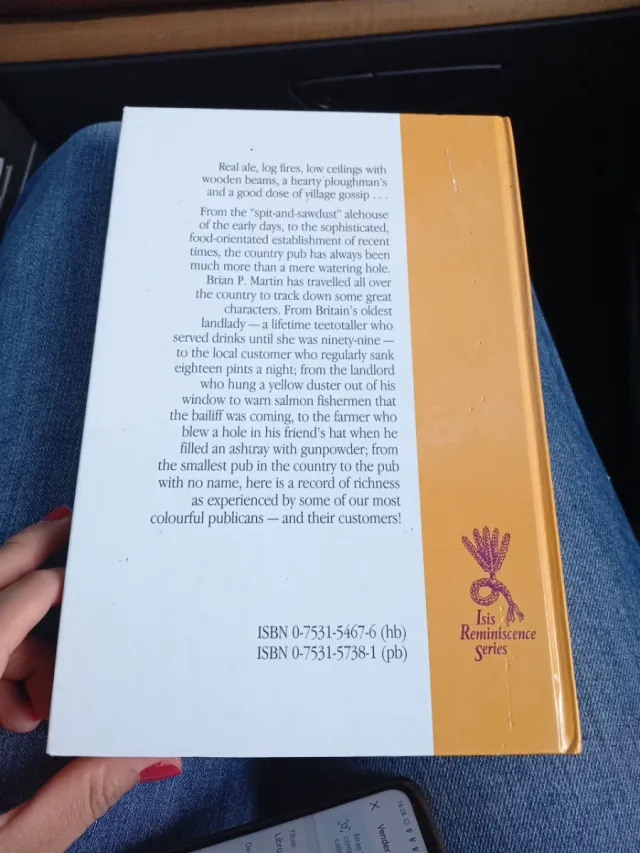 Real ale, log fires, low ceilings with
wooden beams, a hearty ploughman's
and a good dose of village gossip . . .
From the "spit-and-sawdust" alehouse
of the early days, to the sophisticated,
food-orientated establishment of recent
times, the country pub has always been
much more than a mere watering hole.
Brian P. Martin has travelled all over
the country to track down some great
characters. From Britain's oldest
landlady — a lifetime teetotaller who
served drinks until she was ninety-nine —
to the local customer who regularly sank
eighteen pints a night; from the landlord
who hung a yellow duster out of his
window to warn salmon fishermen that
the bailiff was coming, to the farmer who
blew a hole in his friend's hat when he
filled an ashtray with gunpowder; from
the smallest pub in the country to the pub
with no name, here is a record of richness
as experienced by some of our most
colourful publicans — and their customers!
ISBN 0-7531-5467-6 (hb)
ISBN 0-7531-5738-1 (pb)
Isis
Reminiscence
Series
16:28
Vender